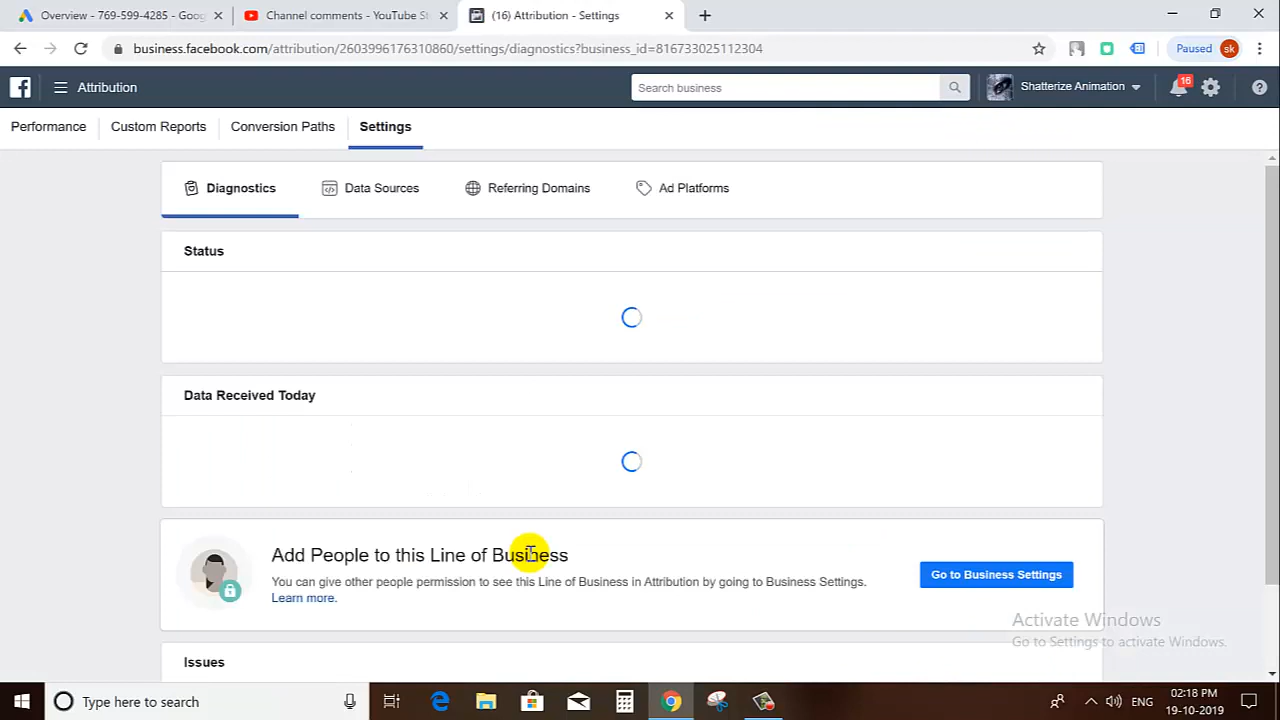 Overview - 769-599-4285 - Goog
Channel comments - YouTube St
(16) Attribution - Settings
business.facebook.com/attribution/2603996176310860/settings/diagnostics?business_id=816733025112304
Paused
sk
Attribution
Search business
Shatterize Animation
16
Performance
Custom Reports
Conversion Paths
Settings
Diagnostics
Data Sources
Referring Domains
Ad Platforms
Status
Data Received Today
Add People to this Line of Business
You can give other people permission to see this Line of Business in Attribution by going to Business Settings.
Learn more.
Go to Business Settings
Activate Windows
Go to Settings to activate Windows.
Issues
Type here to search
ENG
02:18 PM
19-10-2019